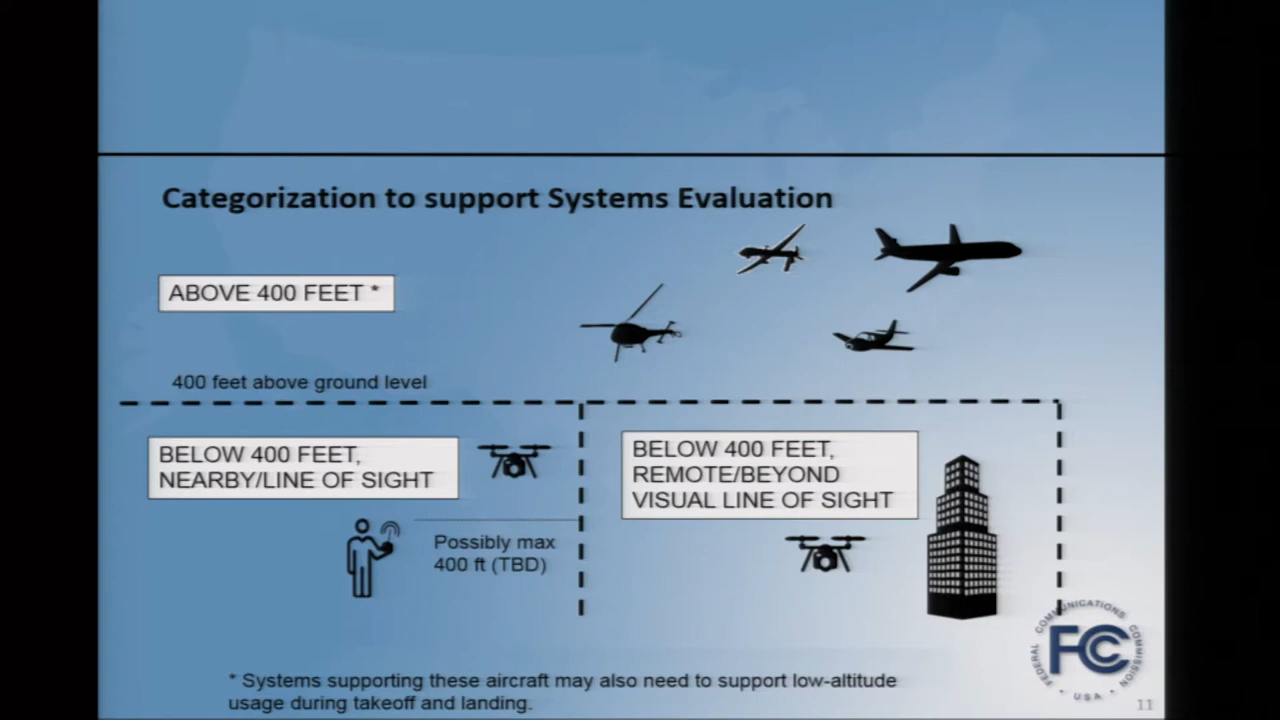 Categorization to support Systems Evaluation
ABOVE 400 FEET *
400 feet above ground level
BELOW 400 FEET,
NEARBY/LINE OF SIGHT
BELOW 400 FEET,
REMOTE/BEYOND
VISUAL LINE OF SIGHT
Possibly max
400 ft (TBD)
FEDERAL COMMUNICATIONS COMMISSION
FCC
• USA •
* Systems supporting these aircraft may also need to support low-altitude
usage during takeoff and landing.
11